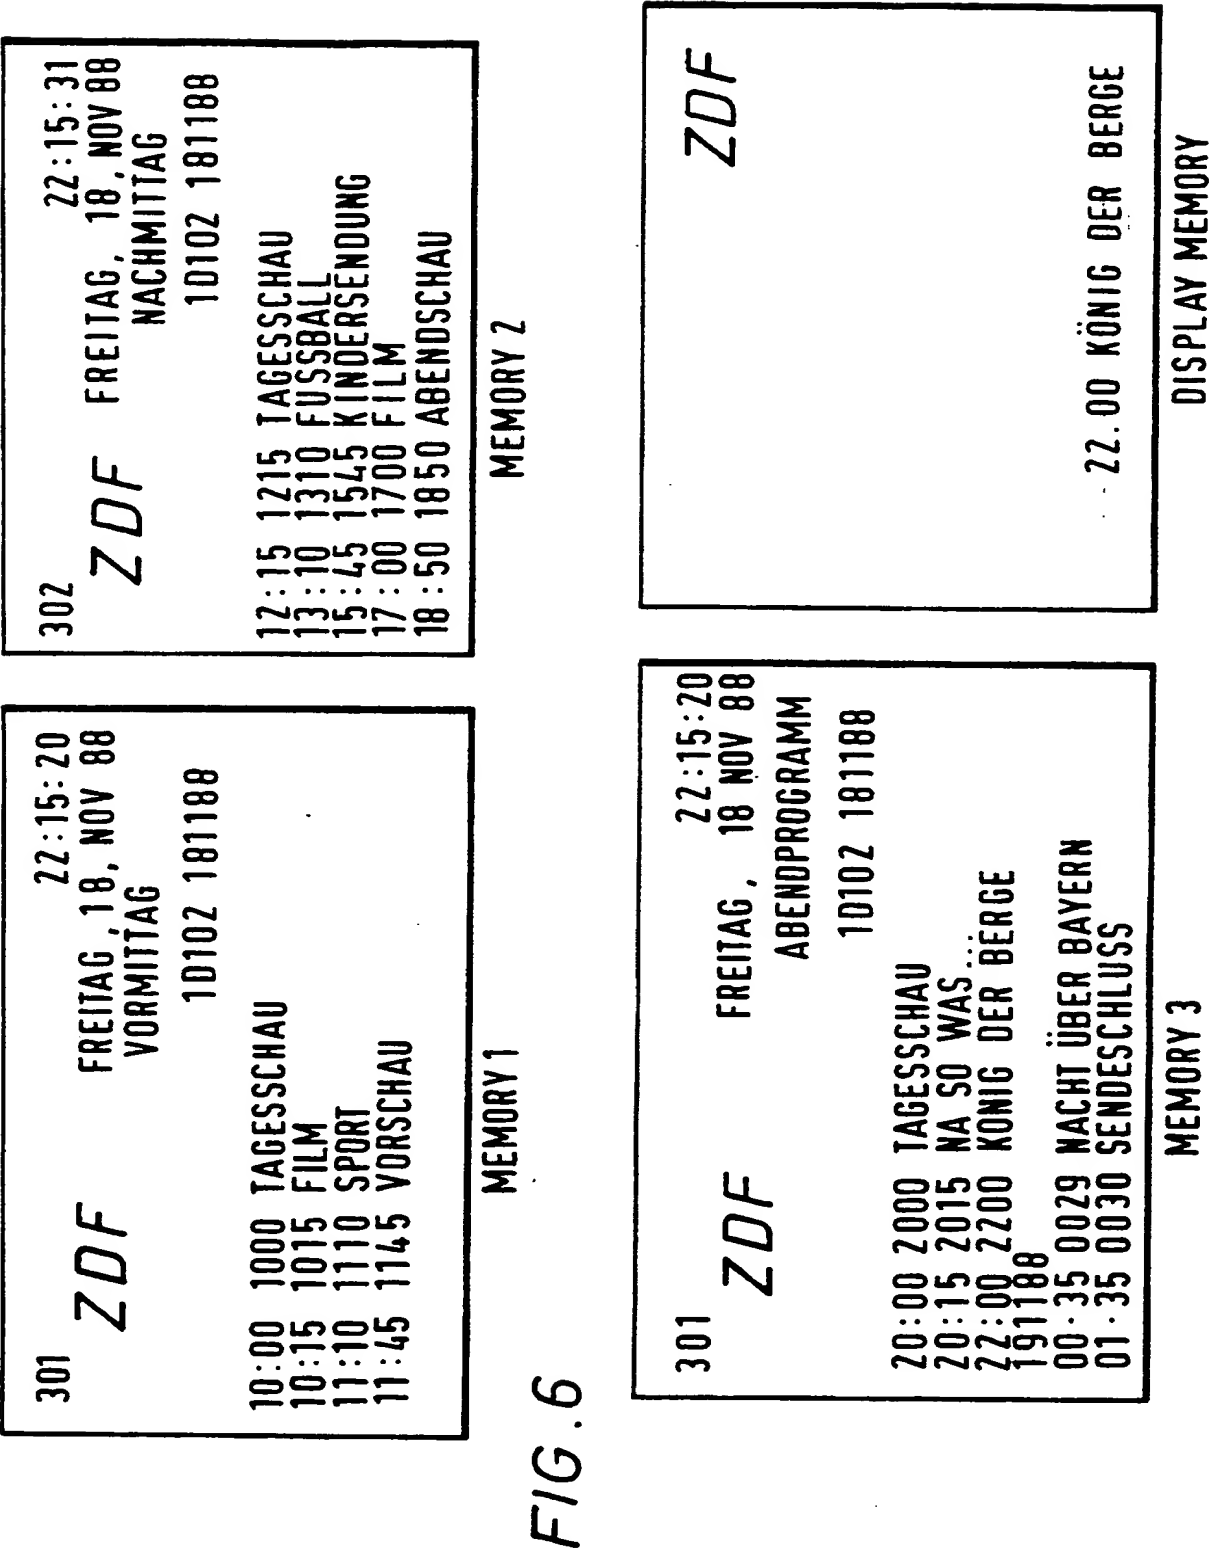 301 22:15:20
ZDF FREITAG, 18, NOV 88
VORMITTAG
1D102 181188
10:00 1000 TAGESSCHAU
10:15 1015 FILM
11:10 1110 SPORT
11:45 1145 VORSCHAU
MEMORY 1
302 22:15:31
ZDF FREITAG, 18, NOV 88
NACHMITTAG
1D102 181188
12:15 1215 TAGESSCHAU
13:10 1310 FUSSBALL
15:45 1545 KINDERSENDUNG
17:00 1700 FILM
18:50 1850 ABENDSCHAU
MEMORY 2
FIG.6
301 22:15:20
ZDF FREITAG, 18 NOV 88
ABENDPROGRAMM
1D102 181188
20:00 2000 TAGESSCHAU
20:15 2015 NA SO WAS...
22:00 2200 KÖNIG DER BERGE
191188
00·35 0029 NACHT ÜBER BAYERN
01·35 0030 SENDESCHLUSS
MEMORY 3
ZDF
22.00 KÖNIG DER BERGE
DISPLAY MEMORY